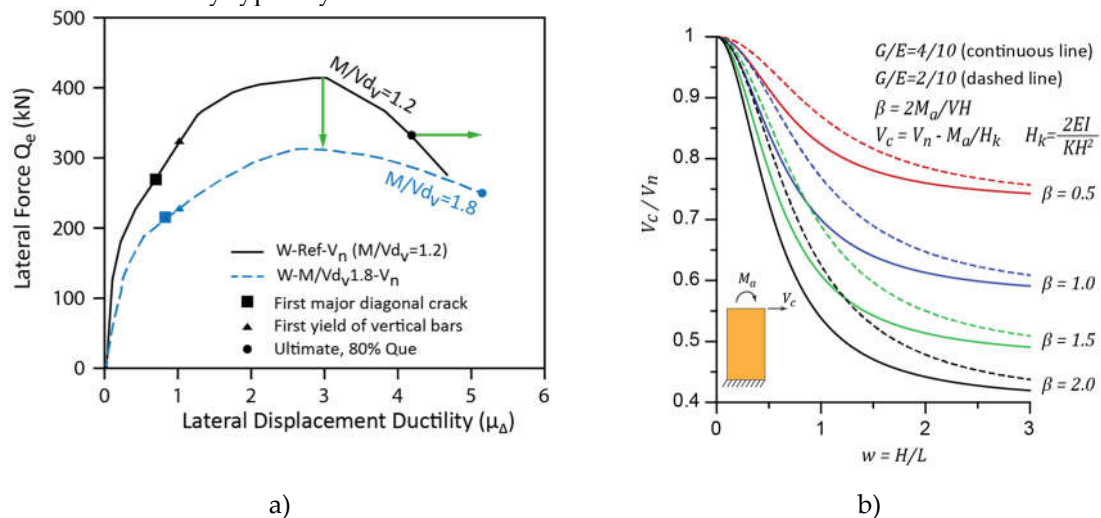 500
400
300
200
100
0
Lateral Force Q_e (kN)
M/Vd_v=1.2
M/Vd_v=1.8
W-Ref-V_n (M/Vd_v=1.2)
W-M/Vd_v1.8-V_n
First major diagonal crack
First yield of vertical bars
Ultimate, 80% Que
0 1 2 3 4 5 6
Lateral Displacement Ductility (μ_Δ)
a)
1
0.9
0.8
0.7
0.6
0.5
0.4
V_c / V_n
G/E=4/10 (continuous line)
G/E=2/10 (dashed line)
β = 2M_a/VH
V_c = V_n - M_a/H_k H_k=2EI/KH²
β = 0.5
β = 1.0
β = 1.5
β = 2.0
M_a
V_c
0 1 2 3
w = H/L
b)